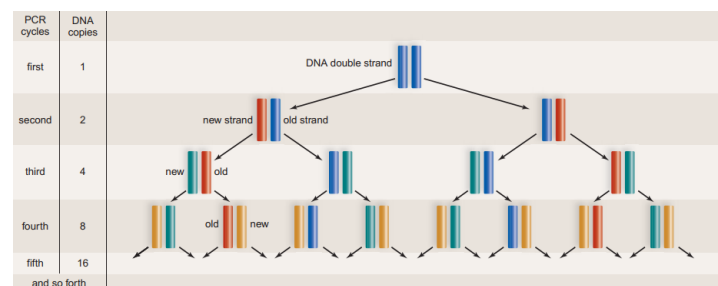 PCR
cycles
DNA
copies
first
1
DNA double strand
second
2
new strand
old strand
third
4
new
old
fourth
8
old
new
fifth
16
and so forth